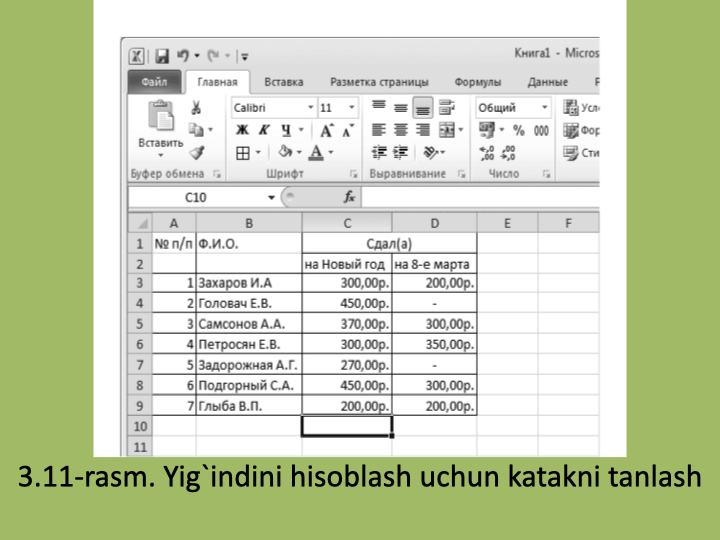 Книга1 - Micros
Файл Главная Вставка Разметка страницы Формулы Данные
Calibri 11 Общий Усл
Ж К Ч A A % 000 Фор
Вставить A ,0 ,00 ,00 ,0 Сти
Буфер обмена Шрифт Выравнивание Число
C10 fx
A B C D E F
1 № п/п Ф.И.О. Сдал(а)
2 на Новый год на 8-е марта
3 1 Захаров И.А 300,00р. 200,00р.
4 2 Головач Е.В. 450,00р. -
5 3 Самсонов А.А. 370,00р. 300,00р.
6 4 Петросян Е.В. 300,00р. 350,00р.
7 5 Задорожная А.Г. 270,00р. -
8 6 Подгорный С.А. 450,00р. 300,00р.
9 7 Глыба В.П. 200,00р. 200,00р.
10
11
3.11-rasm. Yig`indini hisoblash uchun katakni tanlash